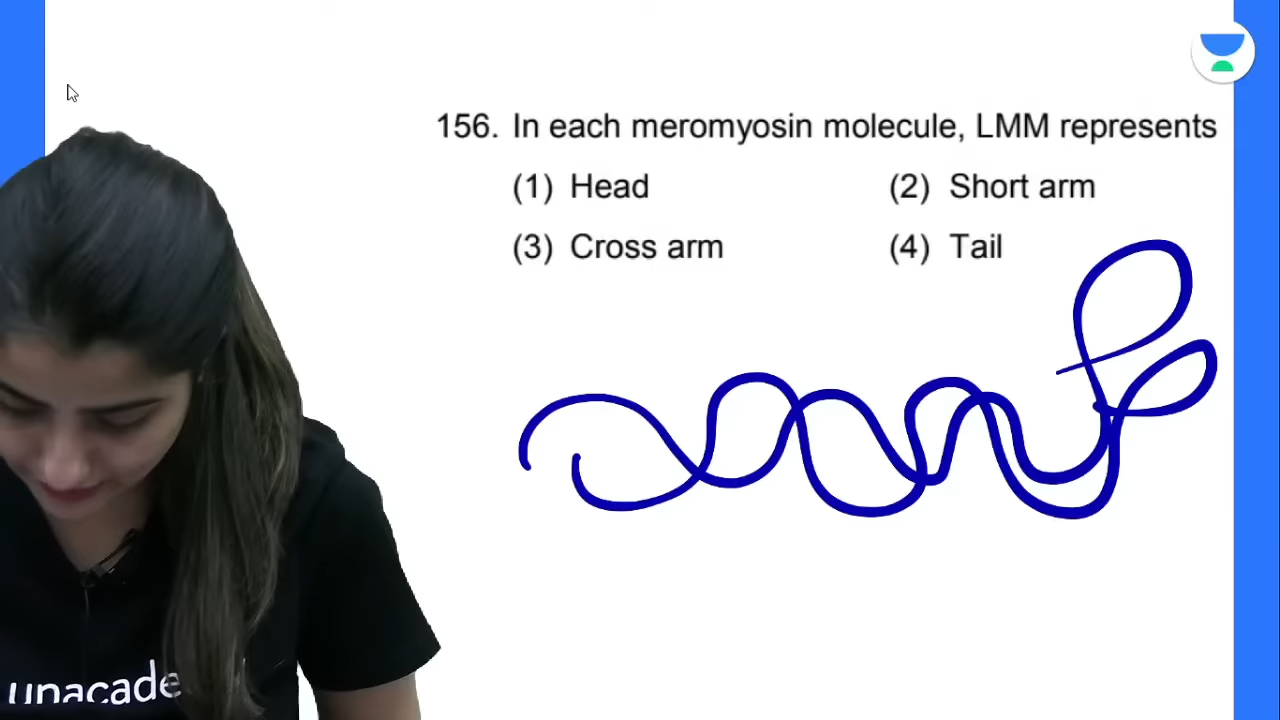 156. In each meromyosin molecule, LMM represents
(1) Head (2) Short arm
(3) Cross arm (4) Tail
unacade